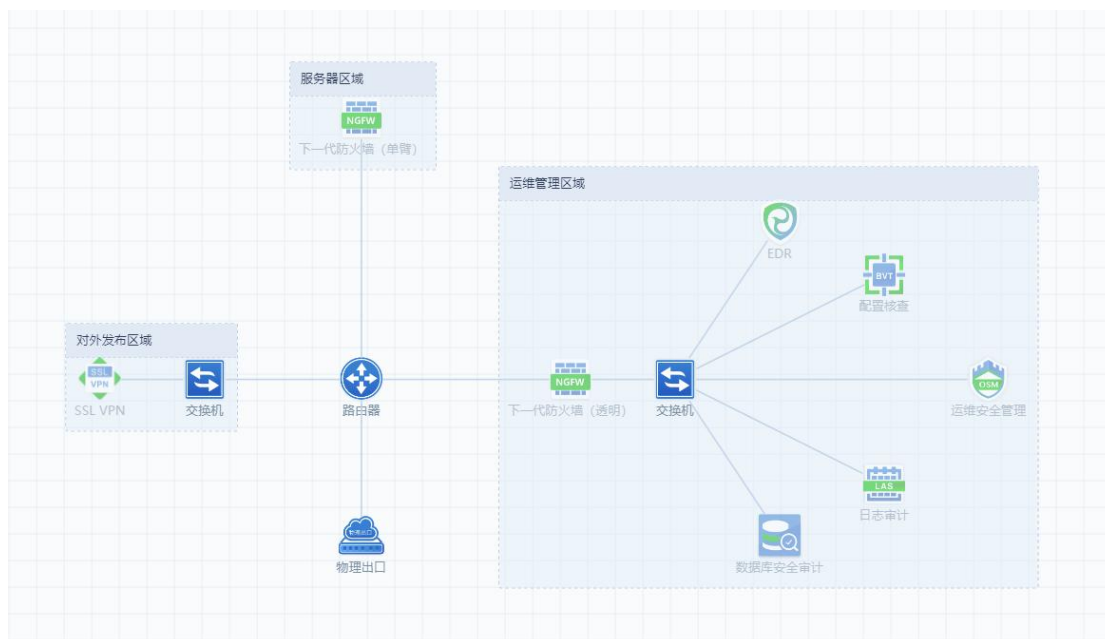 服务器区域
NGFW
下一代防火墙（单臂）
运维管理区域
EDR
BVT
配置核查
对外发布区域
SSL
VPN
SSL VPN
交换机
路由器
NGFW
下一代防火墙（透明）
交换机
OSM
运维安全管理
LAS
日志审计
物理出口
物理出口
数据库安全审计